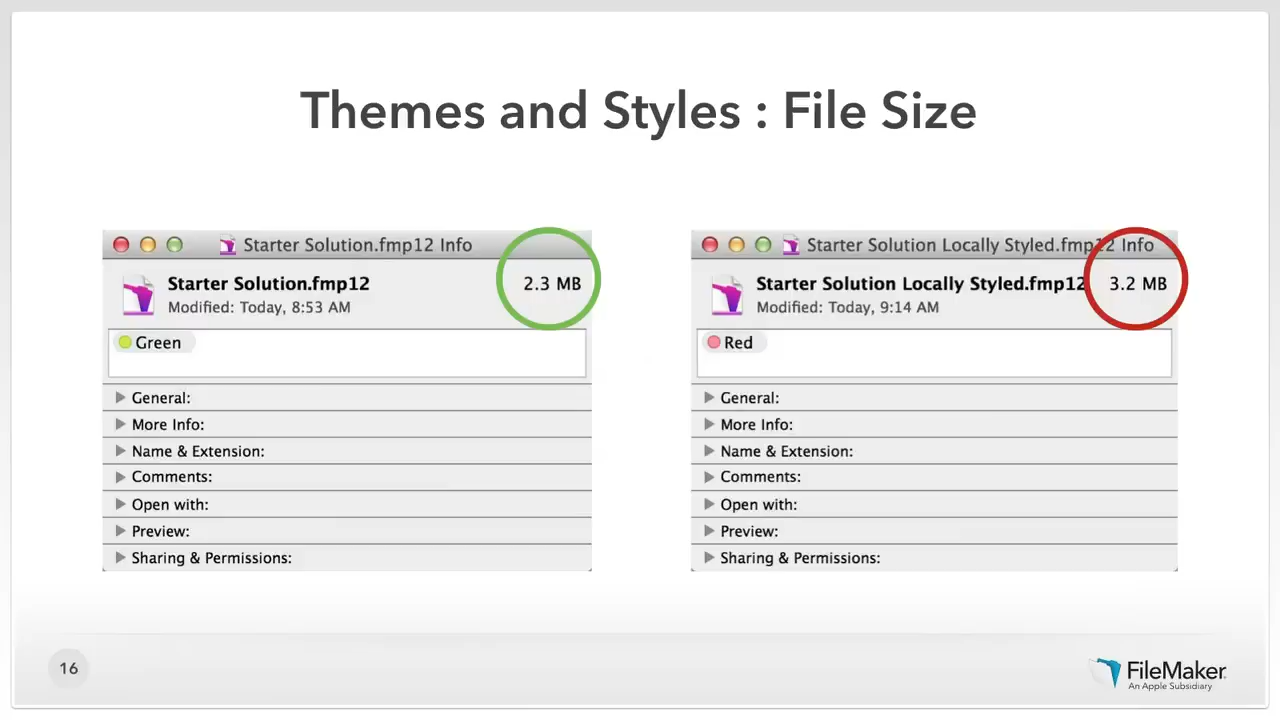 Themes and Styles : File Size
Starter Solution.fmp12 Info
Starter Solution.fmp12
2.3 MB
Modified: Today, 8:53 AM
Green
General:
More Info:
Name & Extension:
Comments:
Open with:
Preview:
Sharing & Permissions:
Starter Solution Locally Styled.fmp12 Info
Starter Solution Locally Styled.fmp12
3.2 MB
Modified: Today, 9:14 AM
Red
General:
More Info:
Name & Extension:
Comments:
Open with:
Preview:
Sharing & Permissions:
16
FileMaker
An Apple Subsidiary